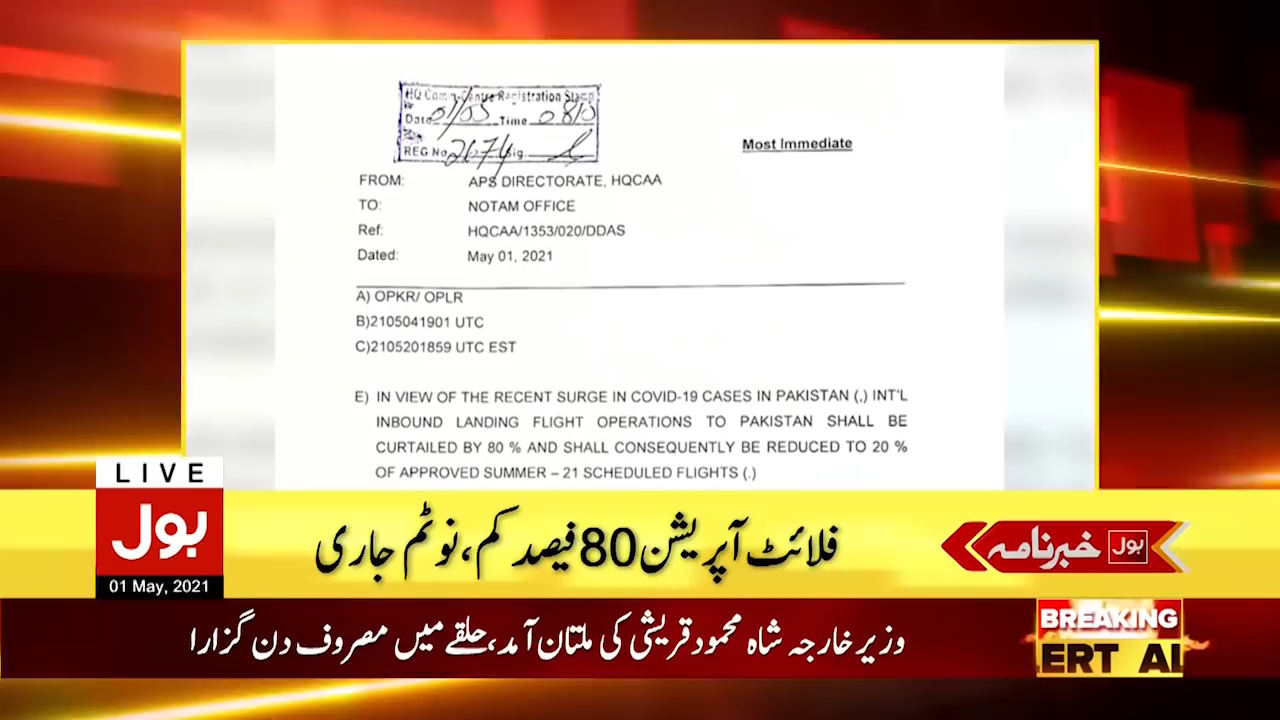 HQ Comm-Centre Registration Stamp
Date 01/05 Time
REG No 2674 Sig.
Most Immediate
FROM: APS DIRECTORATE, HQCAA
TO: NOTAM OFFICE
Ref: HQCAA/1353/020/DDAS
Dated: May 01, 2021
A) OPKR/ OPLR
B)2105041901 UTC
C)2105201859 UTC EST
E) IN VIEW OF THE RECENT SURGE IN COVID-19 CASES IN PAKISTAN (,) INT'L
INBOUND LANDING FLIGHT OPERATIONS TO PAKISTAN SHALL BE
CURTAILED BY 80 % AND SHALL CONSEQUENTLY BE REDUCED TO 20 %
OF APPROVED SUMMER – 21 SCHEDULED FLIGHTS (.)
LIVE
بول
01 May, 2021
فلائٹ آپریشن 80 فیصد کم، نوٹم جاری
بول خبرنامہ
وزیر خارجہ شاہ محمود قریشی کی ملتان آمد، حلقے میں مصروف دن گزارا
BREAKING
ERT AL